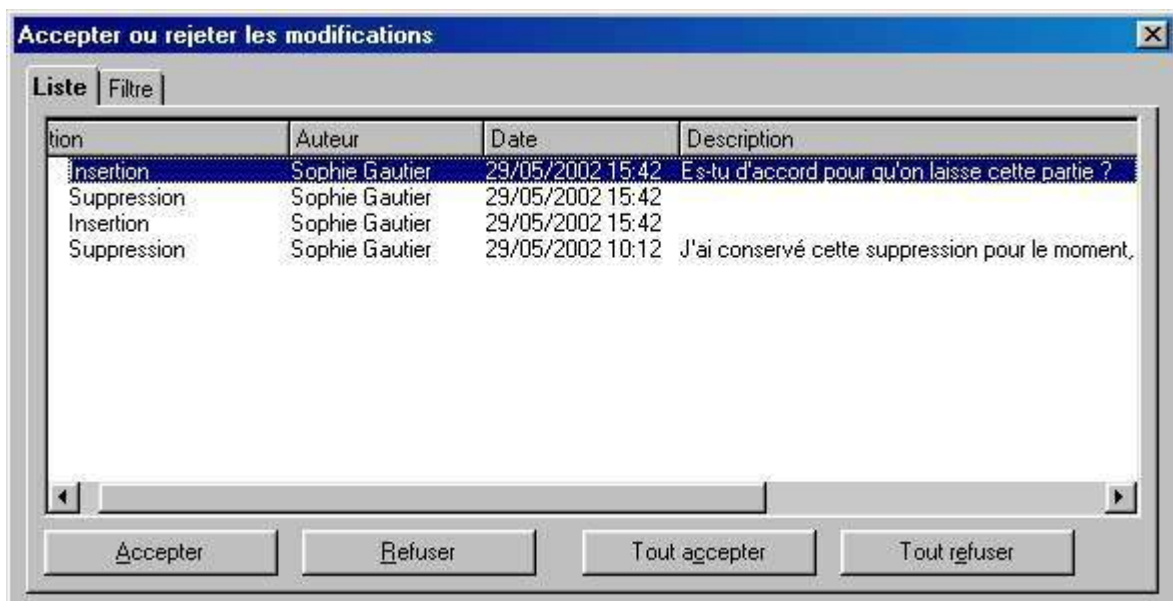 Accepter ou rejeter les modifications
Liste Filtre
tion Auteur Date Description
Insertion Sophie Gautier 29/05/2002 15:42 Es-tu d'accord pour qu'on laisse cette partie ?
Suppression Sophie Gautier 29/05/2002 15:42
Insertion Sophie Gautier 29/05/2002 15:42
Suppression Sophie Gautier 29/05/2002 10:12 J'ai conservé cette suppression pour le moment,
Accepter Refuser Tout accepter Tout refuser